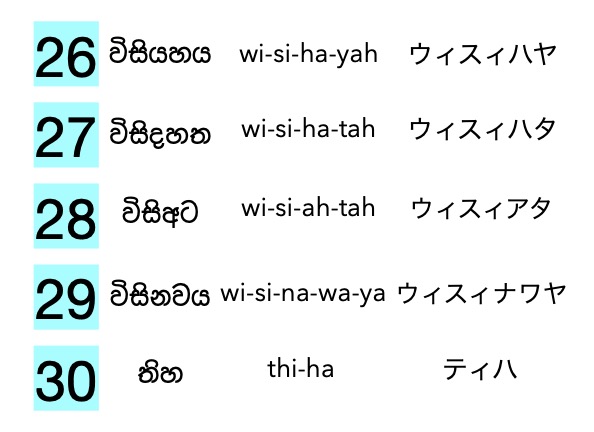 26 විසියහය wi-si-ha-yah ウィスィハヤ
27 විසිදහත wi-si-ha-tah ウィスィハタ
28 විසිඅට wi-si-ah-tah ウィスィアタ
29 විසිනවය wi-si-na-wa-ya ウィスィナワヤ
30 තිහ thi-ha ティハ